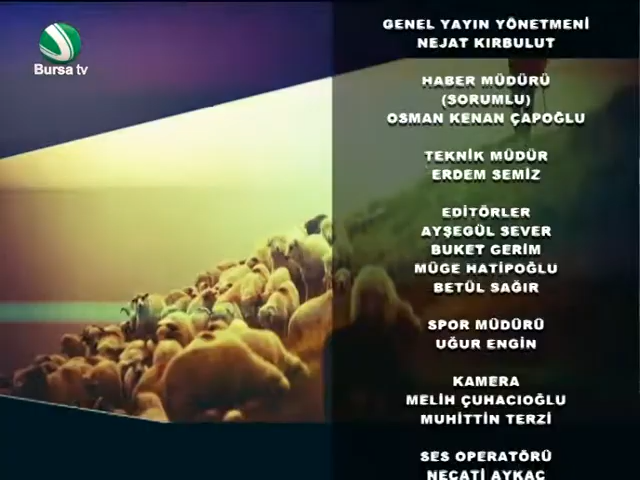 Bursa tv
GENEL YAYIN YÖNETMENİ
NEJAT KIRBULUT
HABER MÜDÜRÜ
(SORUMLU)
OSMAN KENAN ÇAPOĞLU
TEKNİK MÜDÜR
ERDEM SEMİZ
EDİTÖRLER
AYŞEGÜL SEVER
BUKET GERİM
MÜGE HATİPOĞLU
BETÜL SAĞIR
SPOR MÜDÜRÜ
UĞUR ENGİN
KAMERA
MELİH ÇUHACIOĞLU
MUHİTTİN TERZİ
SES OPERATÖRÜ
NECATİ AYKAÇ